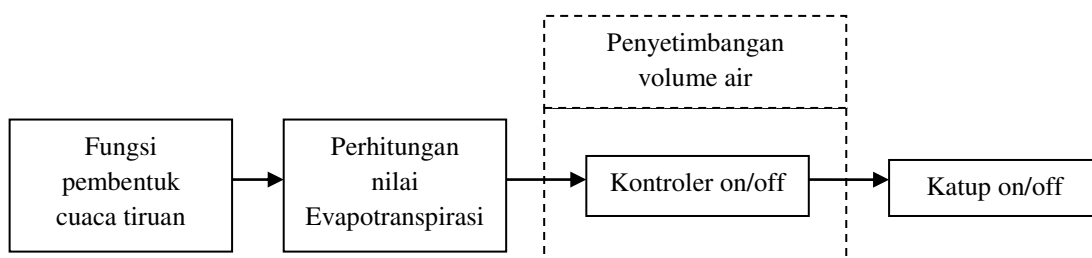 Penyetimbangan
volume air
Fungsi
pembentuk
cuaca tiruan
Perhitungan
nilai
Evapotranspirasi
Kontroler on/off
Katup on/off